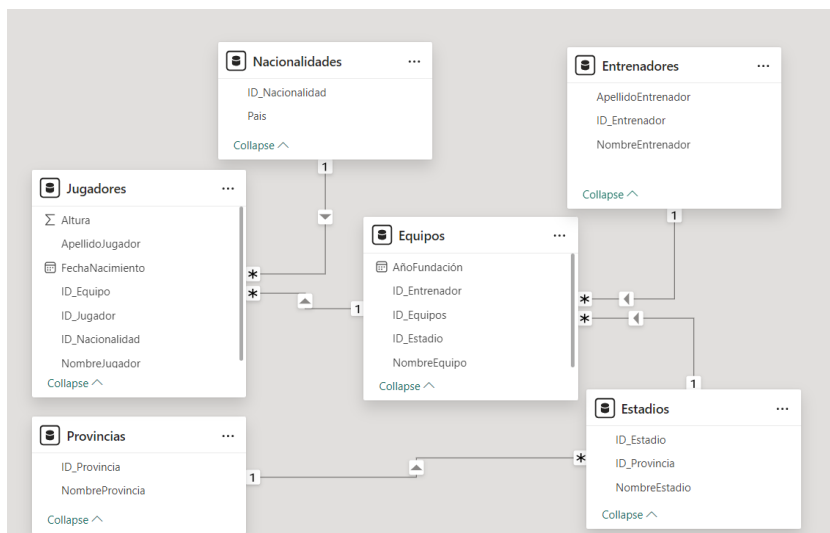 Nacionalidades
...
ID_Nacionalidad
Pais
Collapse
1
Entrenadores
...
ApellidoEntrenador
ID_Entrenador
NombreEntrenador
Collapse
1
Jugadores
...
Σ Altura
ApellidoJugador
FechaNacimiento
ID_Equipo
ID_Jugador
ID_Nacionalidad
NombreJugador
Collapse
*
*
1
Equipos
...
AñoFundación
ID_Entrenador
ID_Equipos
ID_Estadio
NombreEquipo
Collapse
*
*
1
Provincias
...
ID_Provincia
NombreProvincia
Collapse
1
*
Estadios
...
ID_Estadio
ID_Provincia
NombreEstadio
Collapse